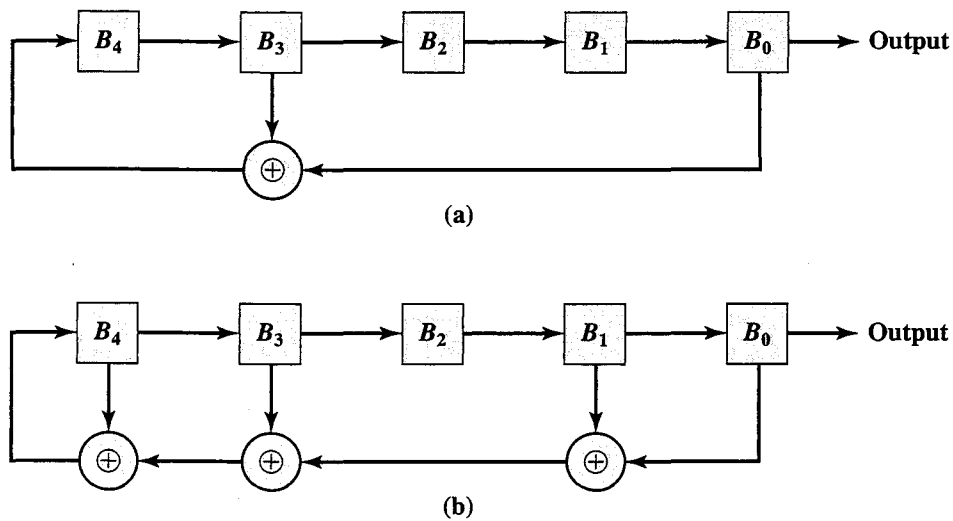 B₄ B₃ B₂ B₁ B₀ Output
⊕
(a)
B₄ B₃ B₂ B₁ B₀ Output
⊕ ⊕ ⊕
(b)